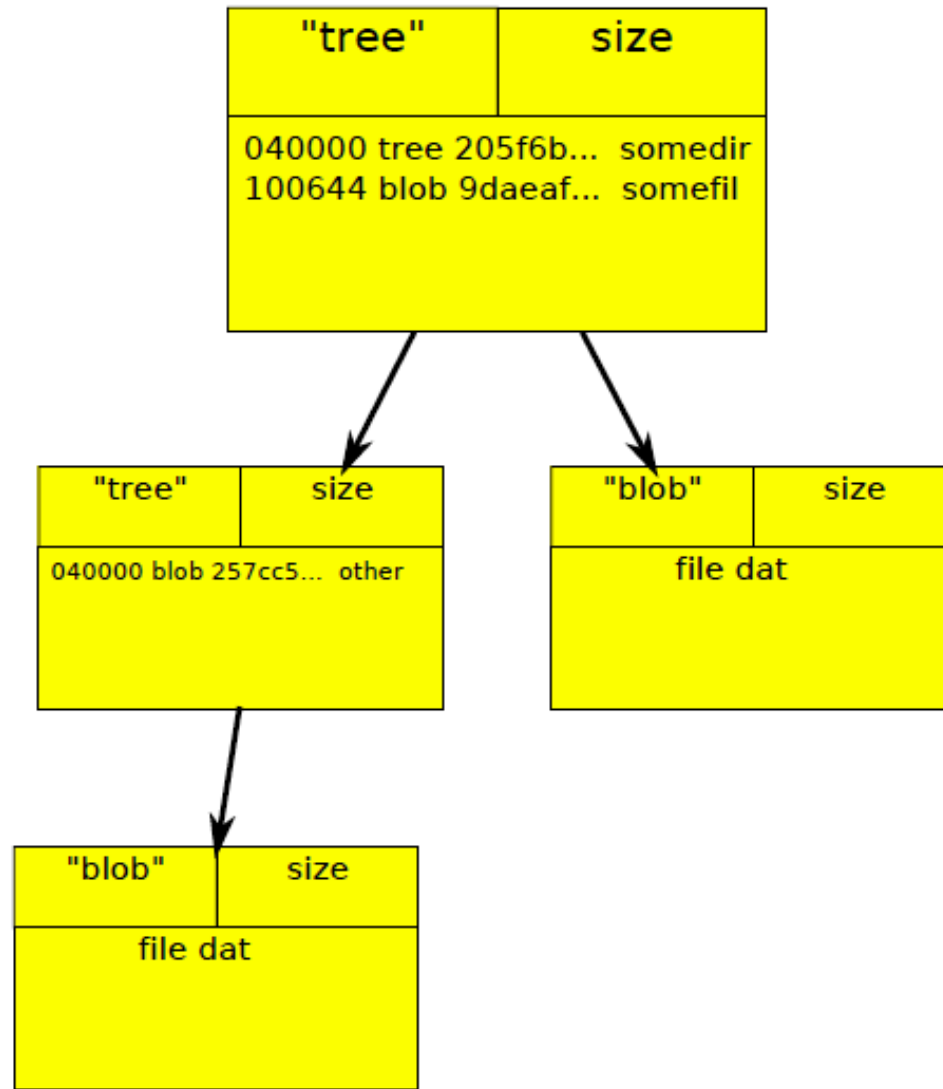 "tree" size
040000 tree 205f6b... somedir
100644 blob 9daeaf... somefil
"tree" size
040000 blob 257cc5... other
"blob" size
file dat
"blob" size
file dat